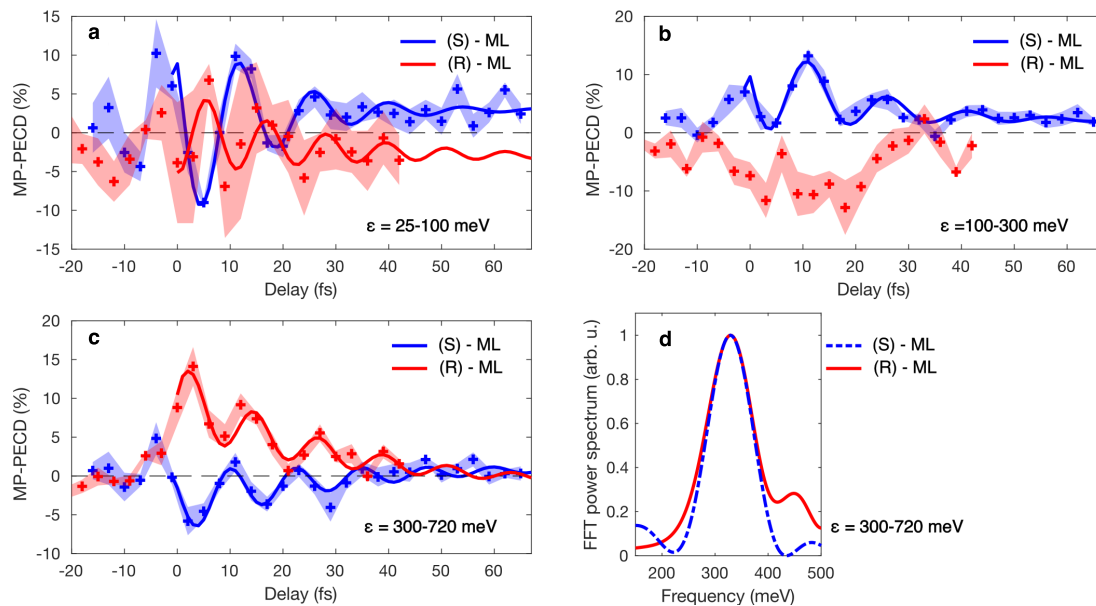 a
(S) - ML
(R) - ML
MP-PECD (%)
15
10
5
0
-5
-10
-15
ε = 25-100 meV
-20 -10 0 10 20 30 40 50 60
Delay (fs)
b
(S) - ML
(R) - ML
MP-PECD (%)
20
10
0
-10
-20
ε =100-300 meV
-20 -10 0 10 20 30 40 50 60
Delay (fs)
c
(S) - ML
(R) - ML
MP-PECD (%)
20
15
10
5
0
-5
-10
ε = 300-720 meV
-20 -10 0 10 20 30 40 50 60
Delay (fs)
d
(S) - ML
(R) - ML
FFT power spectrum (arb. u.)
1
0.8
0.6
0.4
0.2
0
ε = 300-720 meV
200 300 400 500
Frequency (meV)